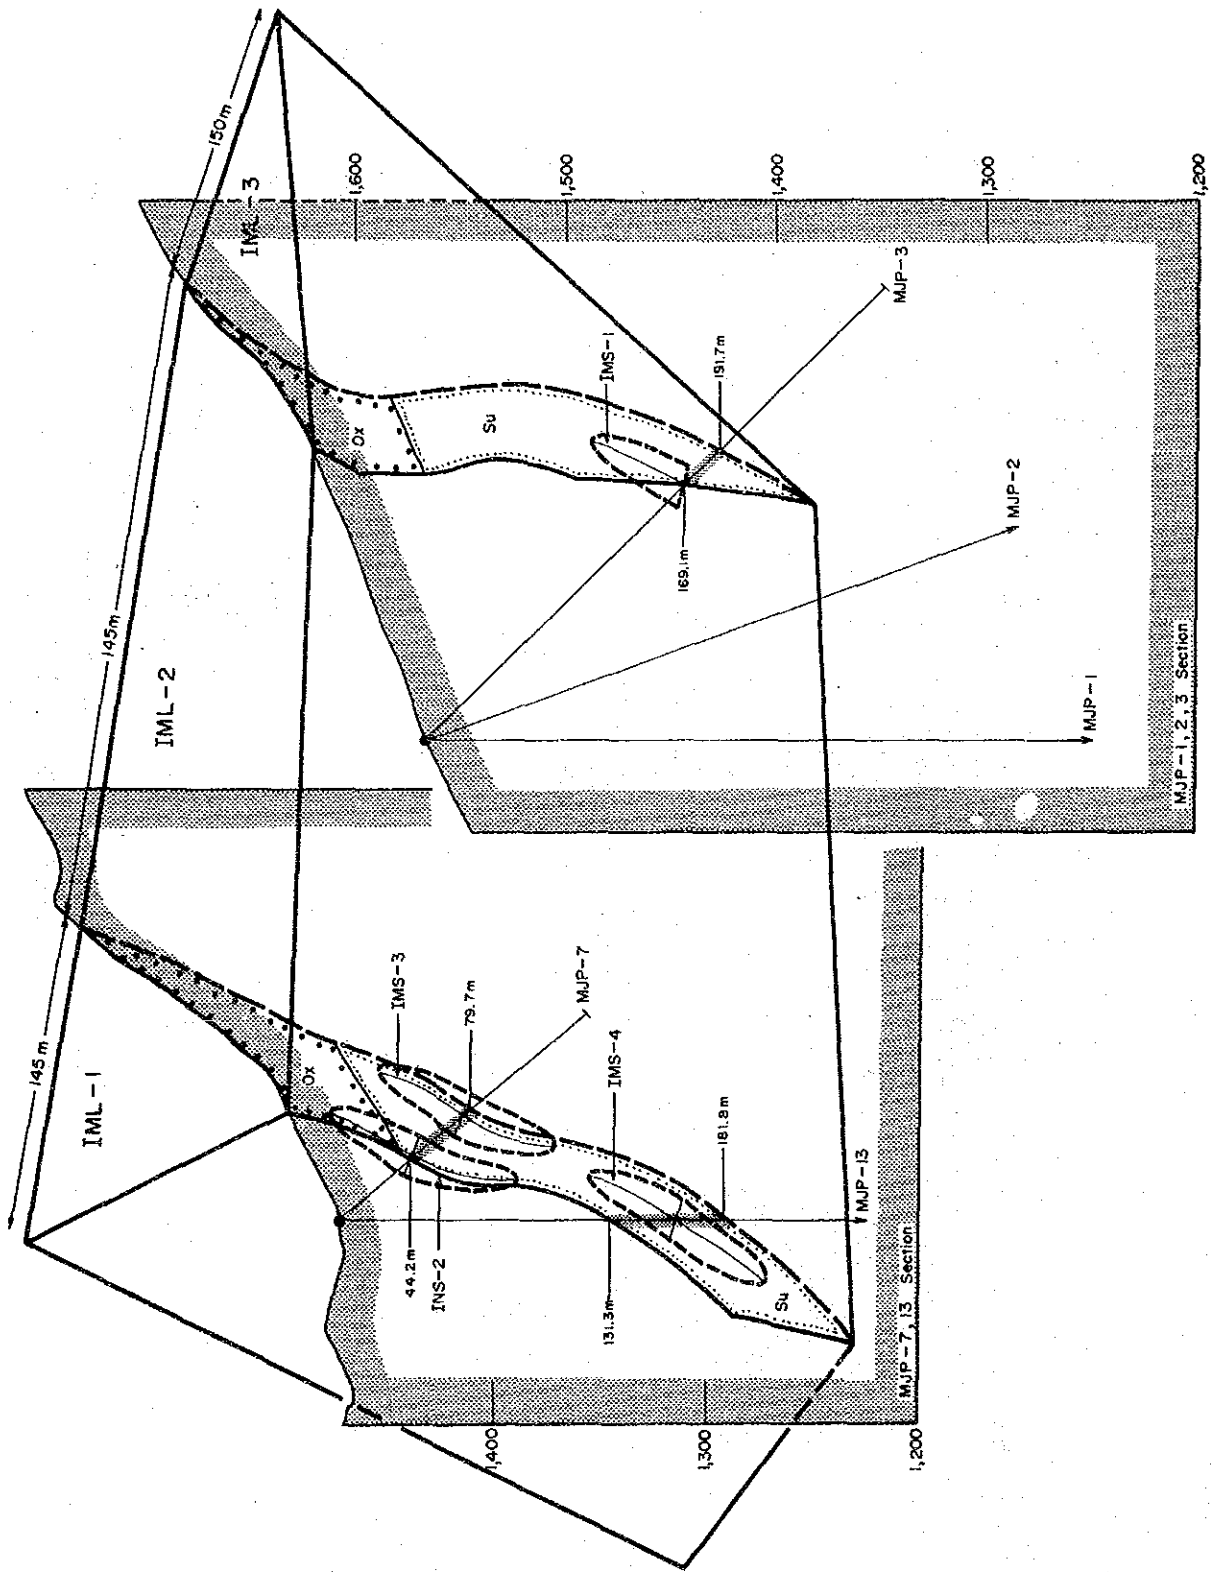 145m
145m
150m
IML-1
IML-2
IML-3
Ox
IMS-3
79.7m
MJP-7
IMS-4
44.2m
INS-2
131.3m
181.8m
MJP-13
Su
1,400
1,300
1,200
MJP-7, 13 Section
1,600
1,500
1,400
1,300
1,200
Ox
Su
IMS-1
191.7m
MJP-3
169.1m
MJP-2
MJP-1
MJP-1, 2, 3 Section